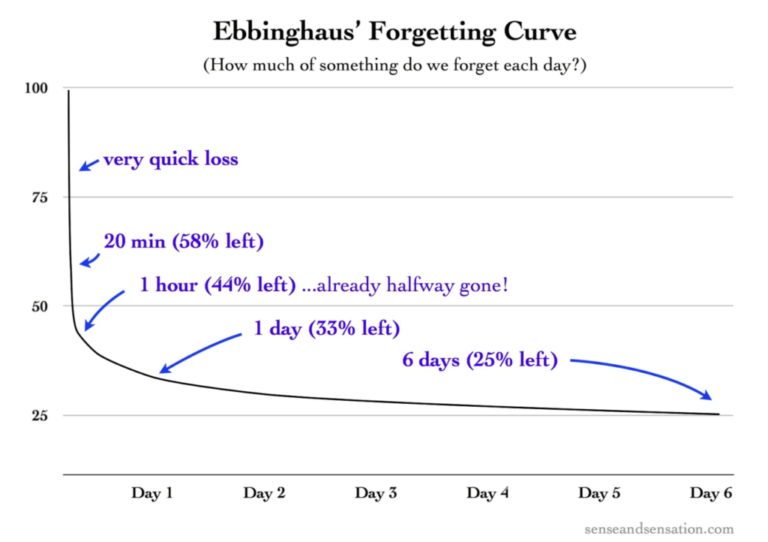 Ebbinghaus’ Forgetting Curve
(How much of something do we forget each day?)
100
very quick loss
75
20 min (58% left)
1 hour (44% left) ...already halfway gone!
50
1 day (33% left)
6 days (25% left)
25
Day 1 Day 2 Day 3 Day 4 Day 5 Day 6
senseandsensation.com